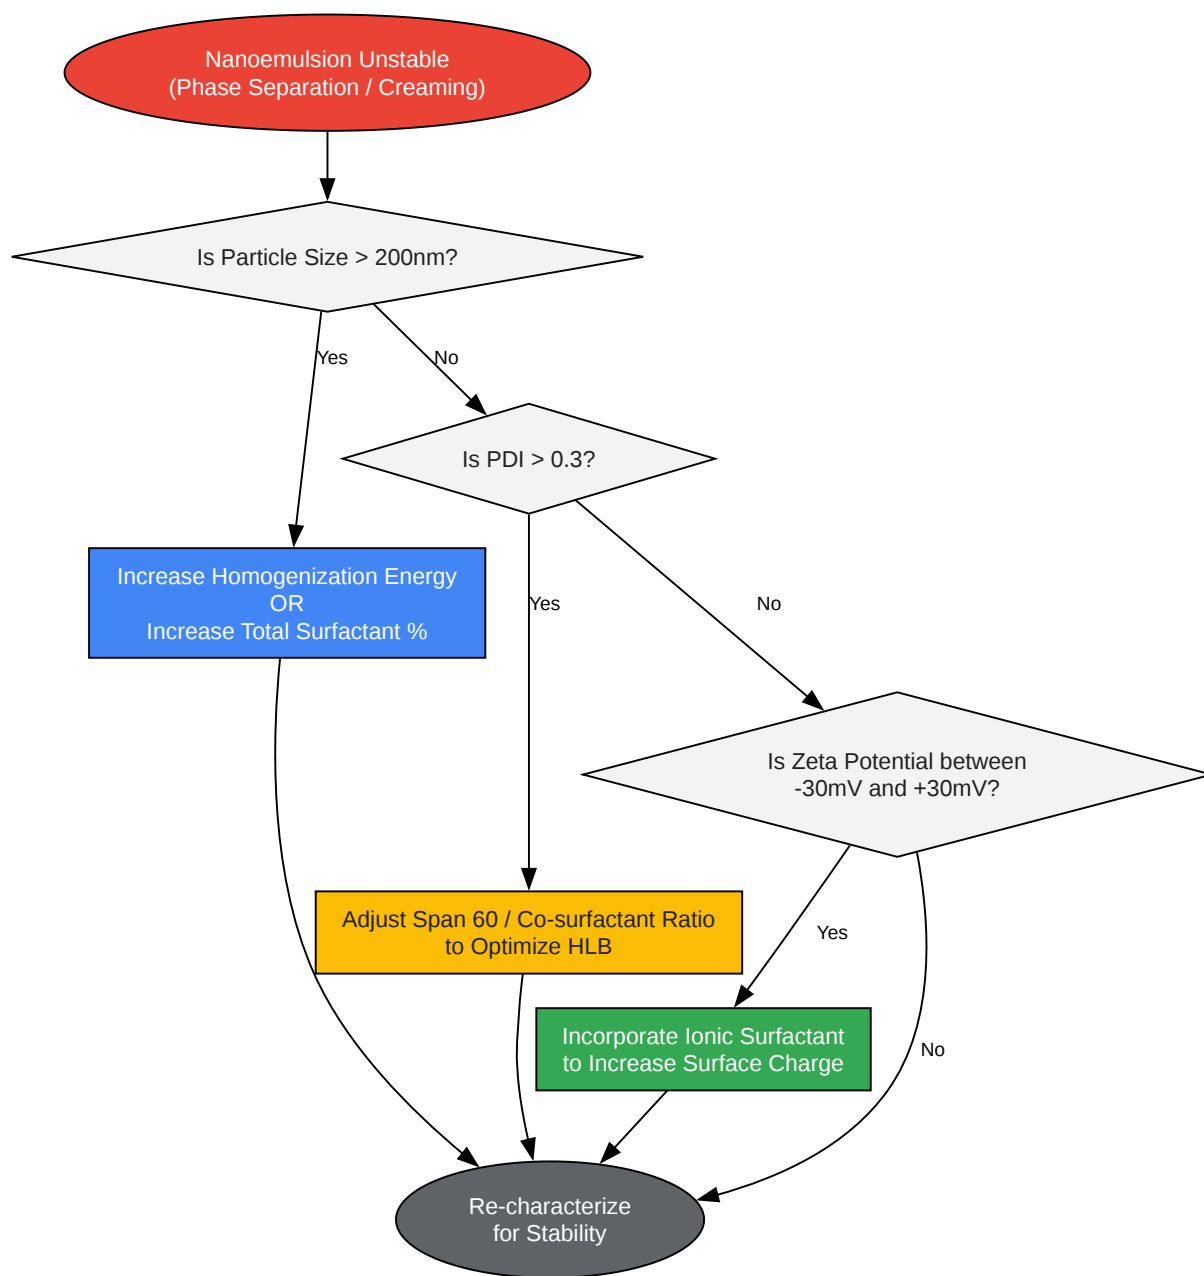 Nanoemulsion Unstable
(Phase Separation / Creaming)
Is Particle Size > 200nm?
Yes
No
Is PDI > 0.3?
Increase Homogenization Energy
OR
Increase Total Surfactant %
Yes
No
Is Zeta Potential between
-30mV and +30mV?
Adjust Span 60 / Co-surfactant Ratio
to Optimize HLB
Yes
Incorporate Ionic Surfactant
to Increase Surface Charge
No
Re-characterize
for Stability